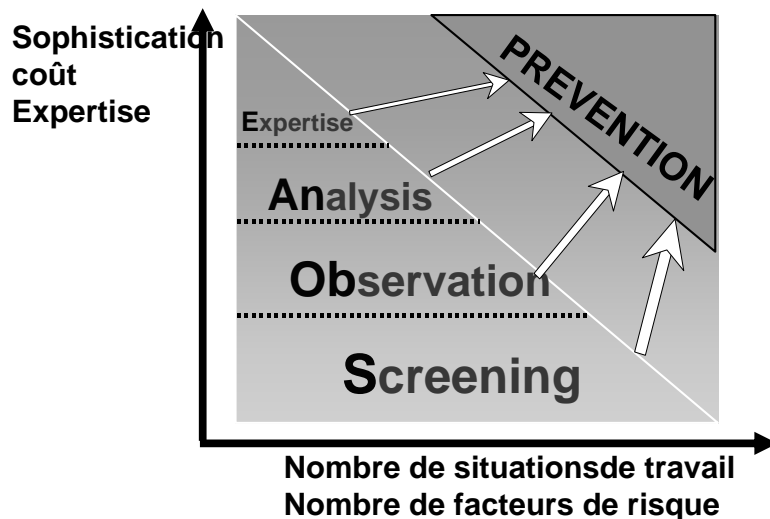 Sophistication
coût
Expertise
PREVENTION
Expertise
Analysis
Observation
Screening
Nombre de situationsde travail
Nombre de facteurs de risque